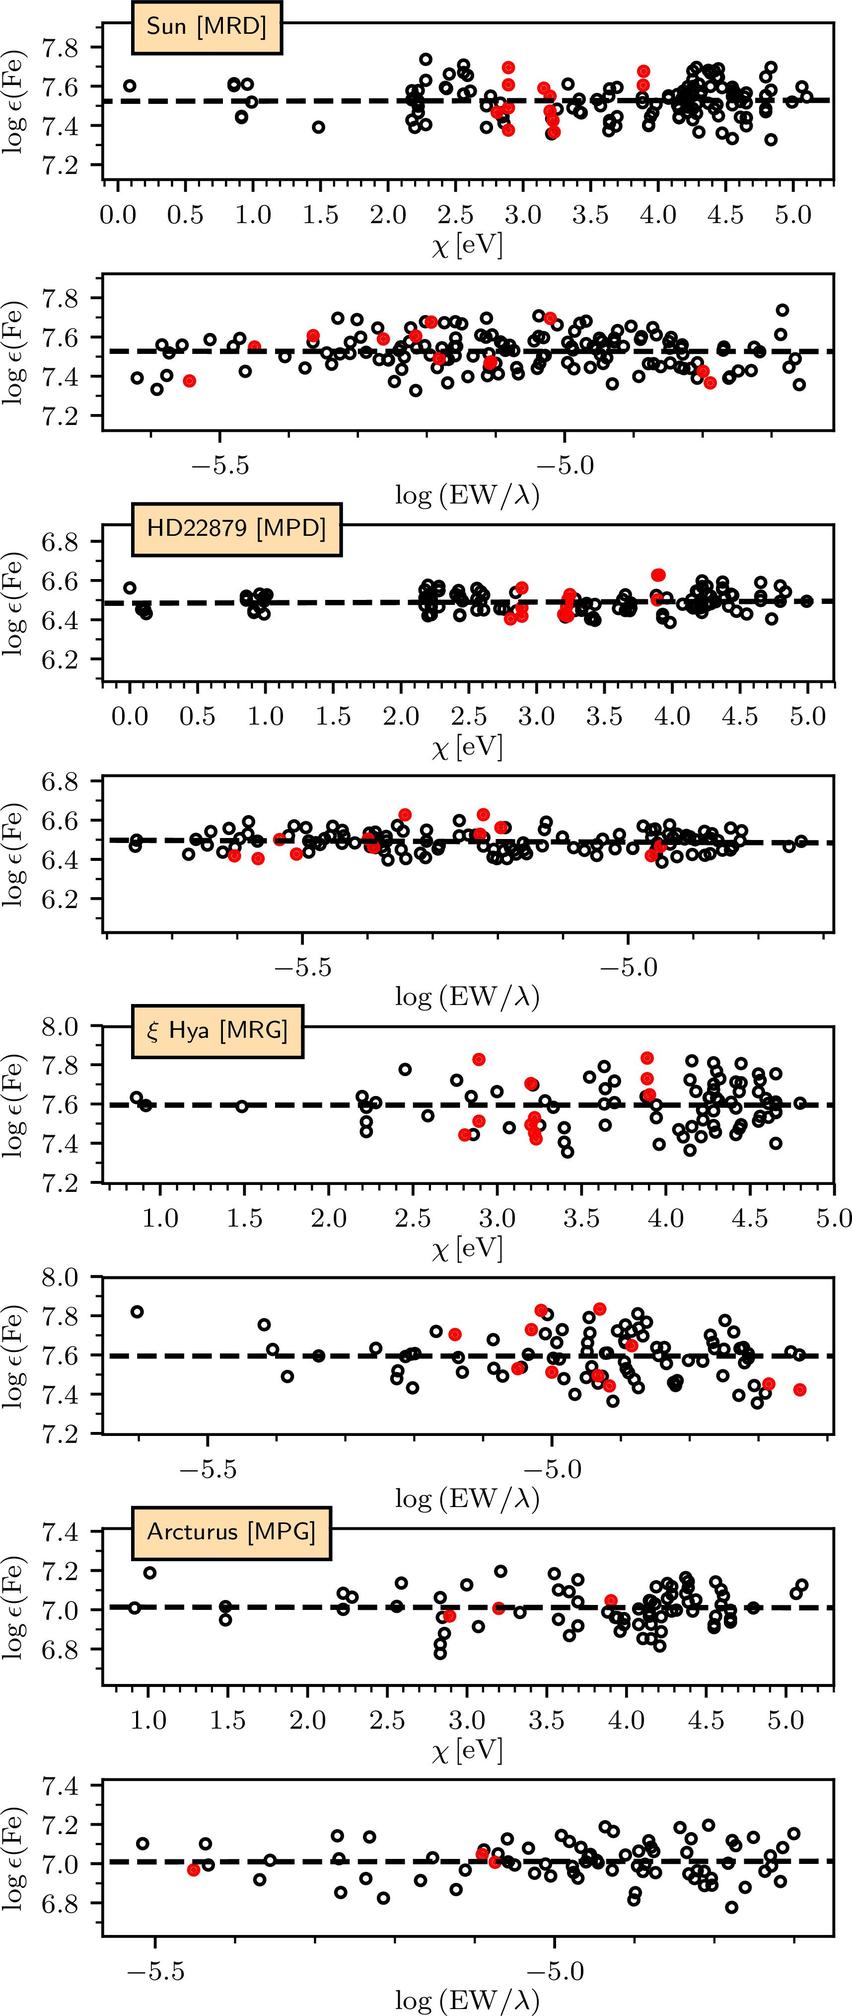 Sun [MRD]
7.8
7.6
7.4
7.2
log ϵ(Fe)
0.0 0.5 1.0 1.5 2.0 2.5 3.0 3.5 4.0 4.5 5.0
χ [eV]
7.8
7.6
7.4
7.2
log ϵ(Fe)
−5.5 −5.0
log (EW/λ)
HD22879 [MPD]
6.8
6.6
6.4
6.2
log ϵ(Fe)
0.0 0.5 1.0 1.5 2.0 2.5 3.0 3.5 4.0 4.5 5.0
χ [eV]
6.8
6.6
6.4
6.2
log ϵ(Fe)
−5.5 −5.0
log (EW/λ)
ξ Hya [MRG]
8.0
7.8
7.6
7.4
7.2
log ϵ(Fe)
1.0 1.5 2.0 2.5 3.0 3.5 4.0 4.5 5.0
χ [eV]
8.0
7.8
7.6
7.4
7.2
log ϵ(Fe)
−5.5 −5.0
log (EW/λ)
Arcturus [MPG]
7.4
7.2
7.0
6.8
log ϵ(Fe)
1.0 1.5 2.0 2.5 3.0 3.5 4.0 4.5 5.0
χ [eV]
7.4
7.2
7.0
6.8
log ϵ(Fe)
−5.5 −5.0
log (EW/λ)